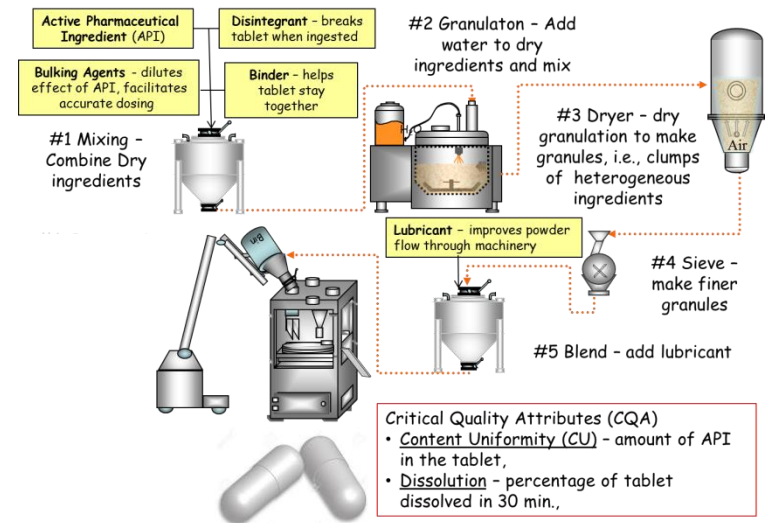 Active Pharmaceutical
Ingredient (API)
Disintegrant – breaks
tablet when ingested
Bulking Agents - dilutes
effect of API, facilitates
accurate dosing
Binder – helps
tablet stay
together
#1 Mixing –
Combine Dry
ingredients
#2 Granulaton – Add
water to dry
ingredients and mix
#3 Dryer – dry
granulation to make
granules, i.e., clumps
of heterogeneous
ingredients
Air
Lubricant – improves powder
flow through machinery
#4 Sieve –
make finer
granules
Bin
#5 Blend – add lubricant
Critical Quality Attributes (CQA)
• Content Uniformity (CU) – amount of API
in the tablet,
• Dissolution – percentage of tablet
dissolved in 30 min.,